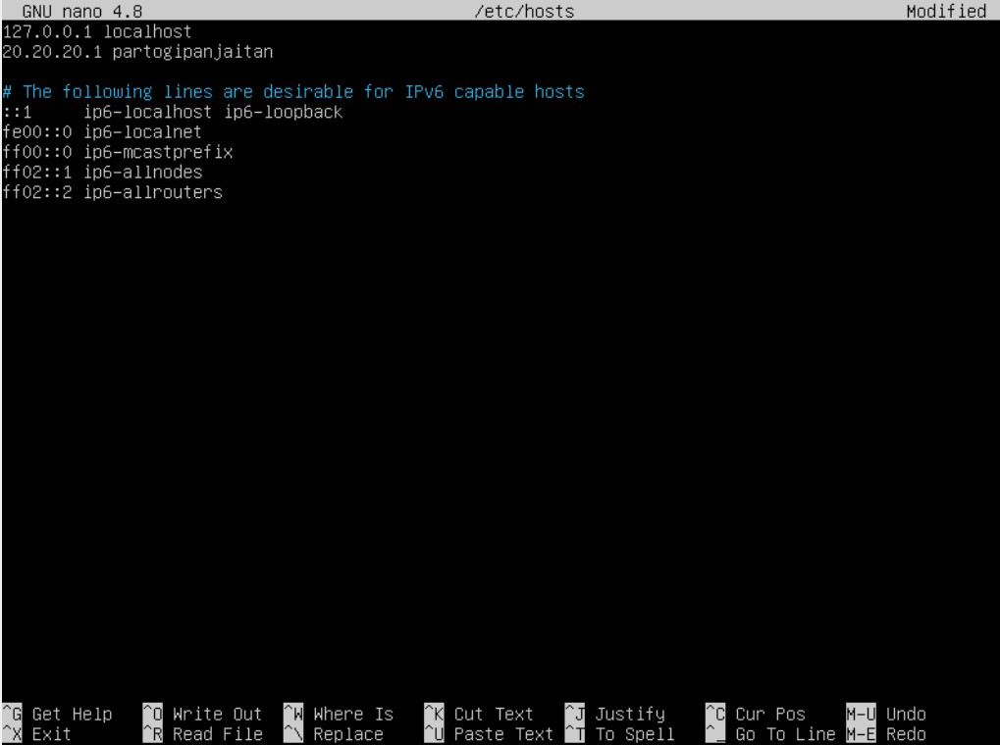 GNU nano 4.8 /etc/hosts Modified
127.0.0.1 localhost
20.20.20.1 partogipanjaitan
# The following lines are desirable for IPv6 capable hosts
::1 ip6-localhost ip6-loopback
fe00::0 ip6-localnet
ff00::0 ip6-mcastprefix
ff02::1 ip6-allnodes
ff02::2 ip6-allrouters
^G Get Help ^O Write Out ^W Where Is ^K Cut Text ^J Justify ^C Cur Pos M-U Undo
^X Exit ^R Read File ^\ Replace ^U Paste Text ^T To Spell ^_ Go To Line M-E Redo